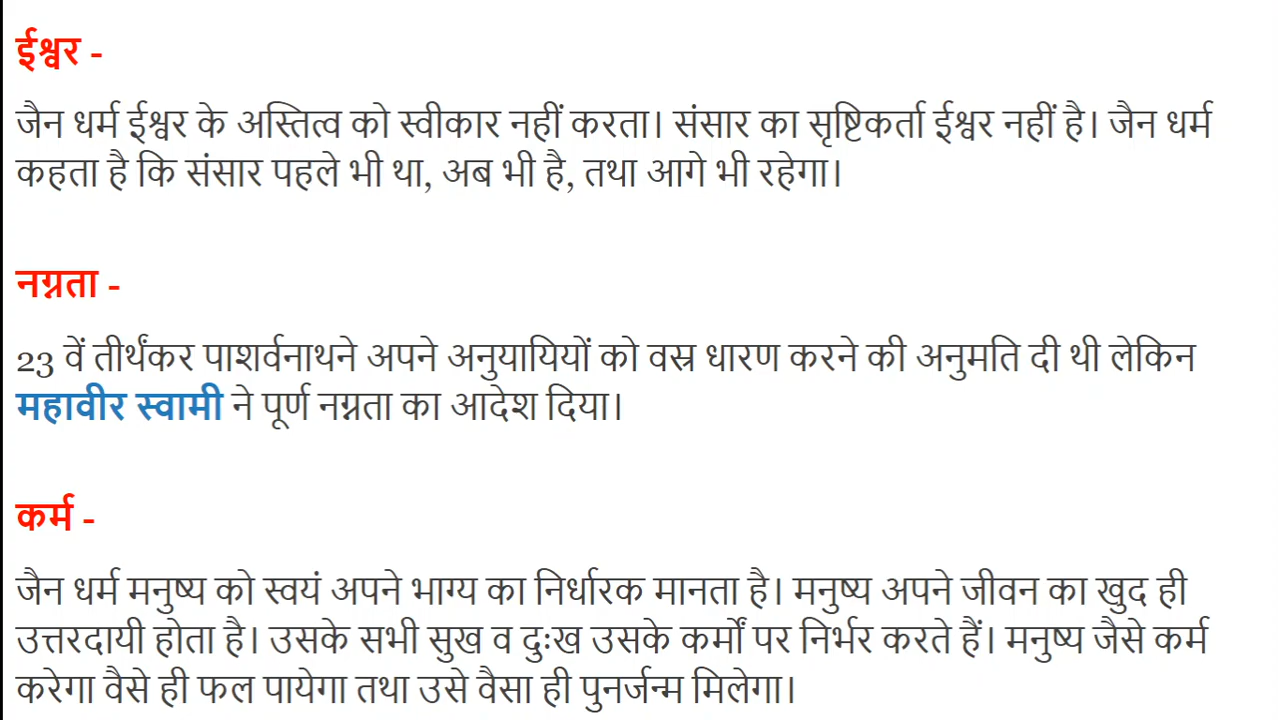 ईश्वर -
जैन धर्म ईश्वर के अस्तित्व को स्वीकार नहीं करता। संसार का सृष्टिकर्ता ईश्वर नहीं है। जैन धर्म
कहता है कि संसार पहले भी था, अब भी है, तथा आगे भी रहेगा।
नग्नता -
23 वें तीर्थंकर पाशर्वनाथने अपने अनुयायियों को वस्र धारण करने की अनुमति दी थी लेकिन
महावीर स्वामी ने पूर्ण नग्नता का आदेश दिया।
कर्म -
जैन धर्म मनुष्य को स्वयं अपने भाग्य का निर्धारक मानता है। मनुष्य अपने जीवन का खुद ही
उत्तरदायी होता है। उसके सभी सुख व दुःख उसके कर्मों पर निर्भर करते हैं। मनुष्य जैसे कर्म
करेगा वैसे ही फल पायेगा तथा उसे वैसा ही पुनर्जन्म मिलेगा।